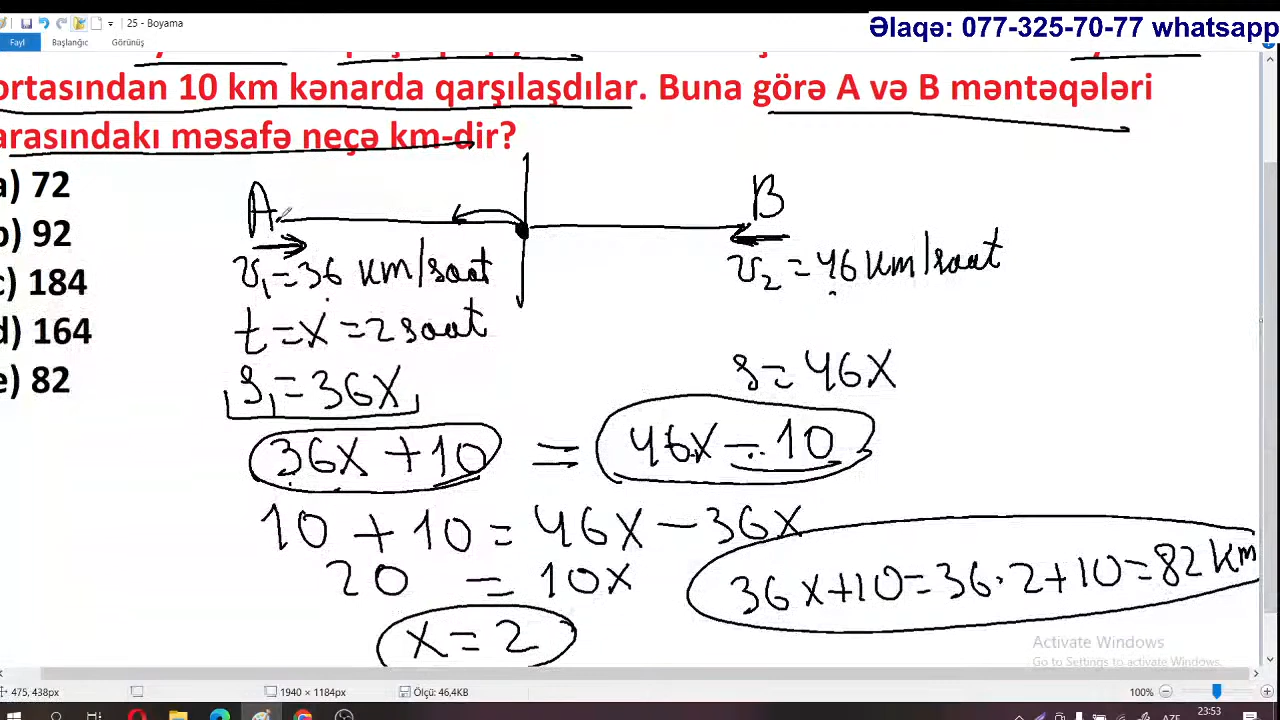 25 - Boyama
Əlaqə: 077-325-70-77 whatsapp
Fayl Başlanğıc Görünüş
ortasından 10 km kənarda qarşılaşdılar. Buna görə A və B məntəqələri
arasındakı məsafə neçə km-dir?
a) 72
b) 92
c) 184
d) 164
e) 82
A B
v₁ = 36 km/saat v₂ = 46 km/saat
t = x = 2 saat
s₁ = 36x s = 46x
36x + 10 = 46x - 10
10 + 10 = 46x - 36x
20 = 10x
36x+10=36·2+10=82 km
x = 2
Activate Windows
Go to Settings to activate Windows.
475, 438px 1940 × 1184px Ölçü: 46,4KB 100%
AZE 23:53